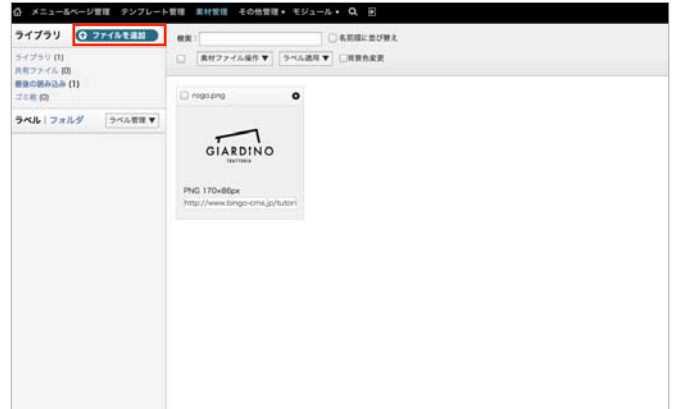 メニュー&ページ管理 テンプレート管理 素材管理 その他管理 モジュール
ライブラリ ファイルを追加
検索: 名前順に並び替え
ライブラリ (1)
共有ファイル (0)
最後の読み込み (1)
ゴミ箱 (0)
素材ファイル操作▼ ラベル適用▼ 背景色変更
ラベル | フォルダ ラベル管理▼
rogo.png
GIARDINO
TRATTORIA
PNG 170×86px
http://www.bingo-cms.jp/tutori